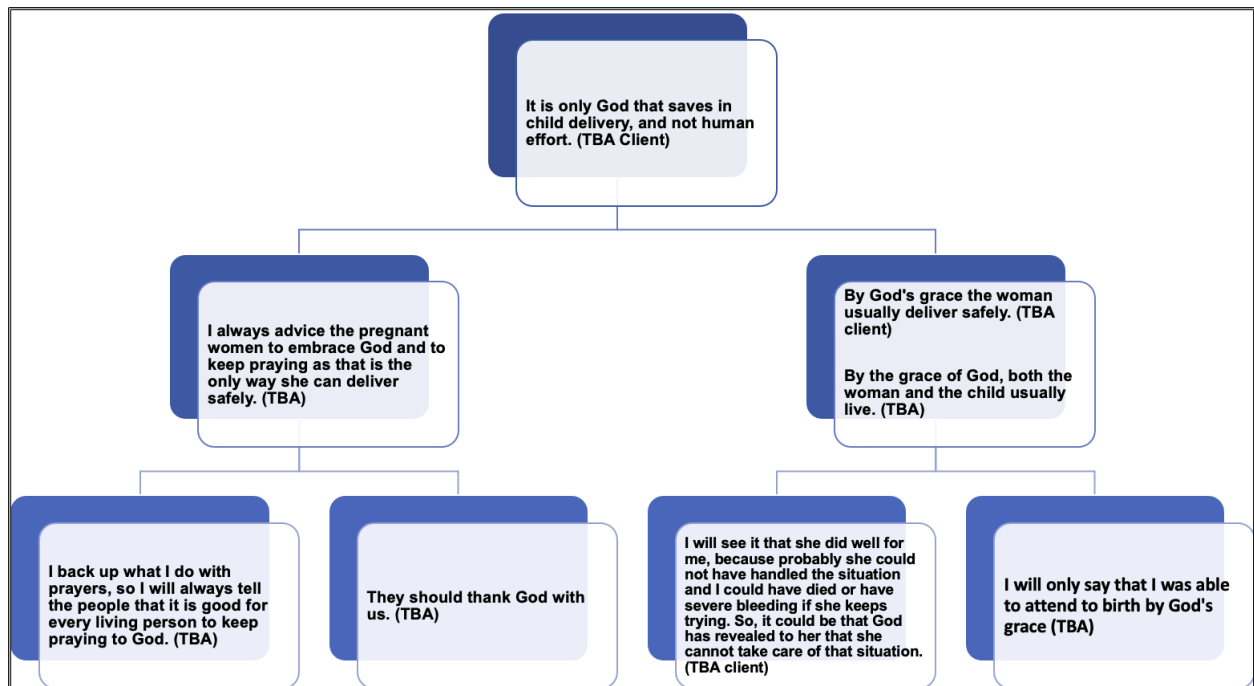 It is only God that saves in
child delivery, and not human
effort. (TBA Client)
I always advice the pregnant
women to embrace God and to
keep praying as that is the
only way she can deliver
safely. (TBA)
By God's grace the woman
usually deliver safely. (TBA
client)
By the grace of God, both the
woman and the child usually
live. (TBA)
I back up what I do with
prayers, so I will always tell
the people that it is good for
every living person to keep
praying to God. (TBA)
They should thank God with
us. (TBA)
I will see it that she did well for
me, because probably she could
not have handled the situation
and I could have died or have
severe bleeding if she keeps
trying. So, it could be that God
has revealed to her that she
cannot take care of that situation.
(TBA client)
I will only say that I was able
to attend to birth by God's
grace (TBA)